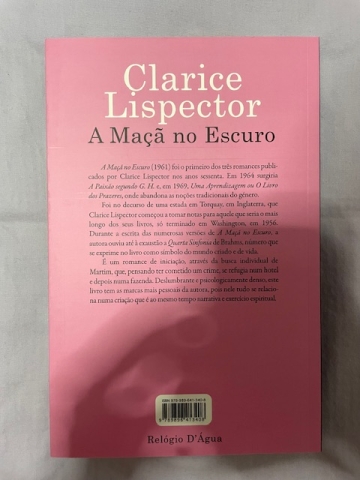 Clarice
Lispector
A Maçã no Escuro
A Maçã no Escuro (1961) foi o primeiro dos três romances publi-
cados por Clarice Lispector nos anos sessenta. Em 1964 surgiria
A Paixão segundo G. H. e, em 1969, Uma Aprendizagem ou O Livro
dos Prazeres, onde abandona as noções tradicionais do género.
Foi no decurso de uma estada em Torquay, em Inglaterra, que
Clarice Lispector começou a tomar notas para aquele que seria o mais
longo dos seus livros, só terminado em Washington, em 1956.
Durante a escrita das numerosas versões de A Maçã no Escuro, a
autora ouviu até à exaustão a Quarta Sinfonia de Brahms, número que
se exprime no livro como símbolo do mundo criado e de vida.
É um romance de iniciação, através da busca individual de
Martim, que, pensando ter cometido um crime, se refugia num hotel
e depois numa fazenda. Deslumbrante e psicologicamente denso, este
livro tem as marcas mais pessoais da autora, pois nele tudo se relacio-
na numa criação que é ao mesmo tempo narrativa e exercício espiritual.
Relógio D'Água